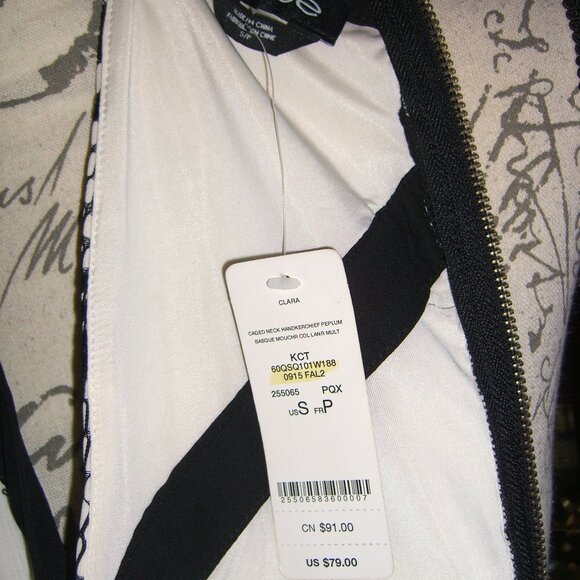 MADE IN CHINA
FABRIQUÉ EN CHINE
S/P
CLARA
CAGED NECK HANDKERCHIEF PEPLUM
BASQUE MOUCHR COL LANR MULT
KCT
60QSQ101W188
0915 FAL2
255065 PQX
US S FR P
25506583600007
CN $91.00
US $79.00